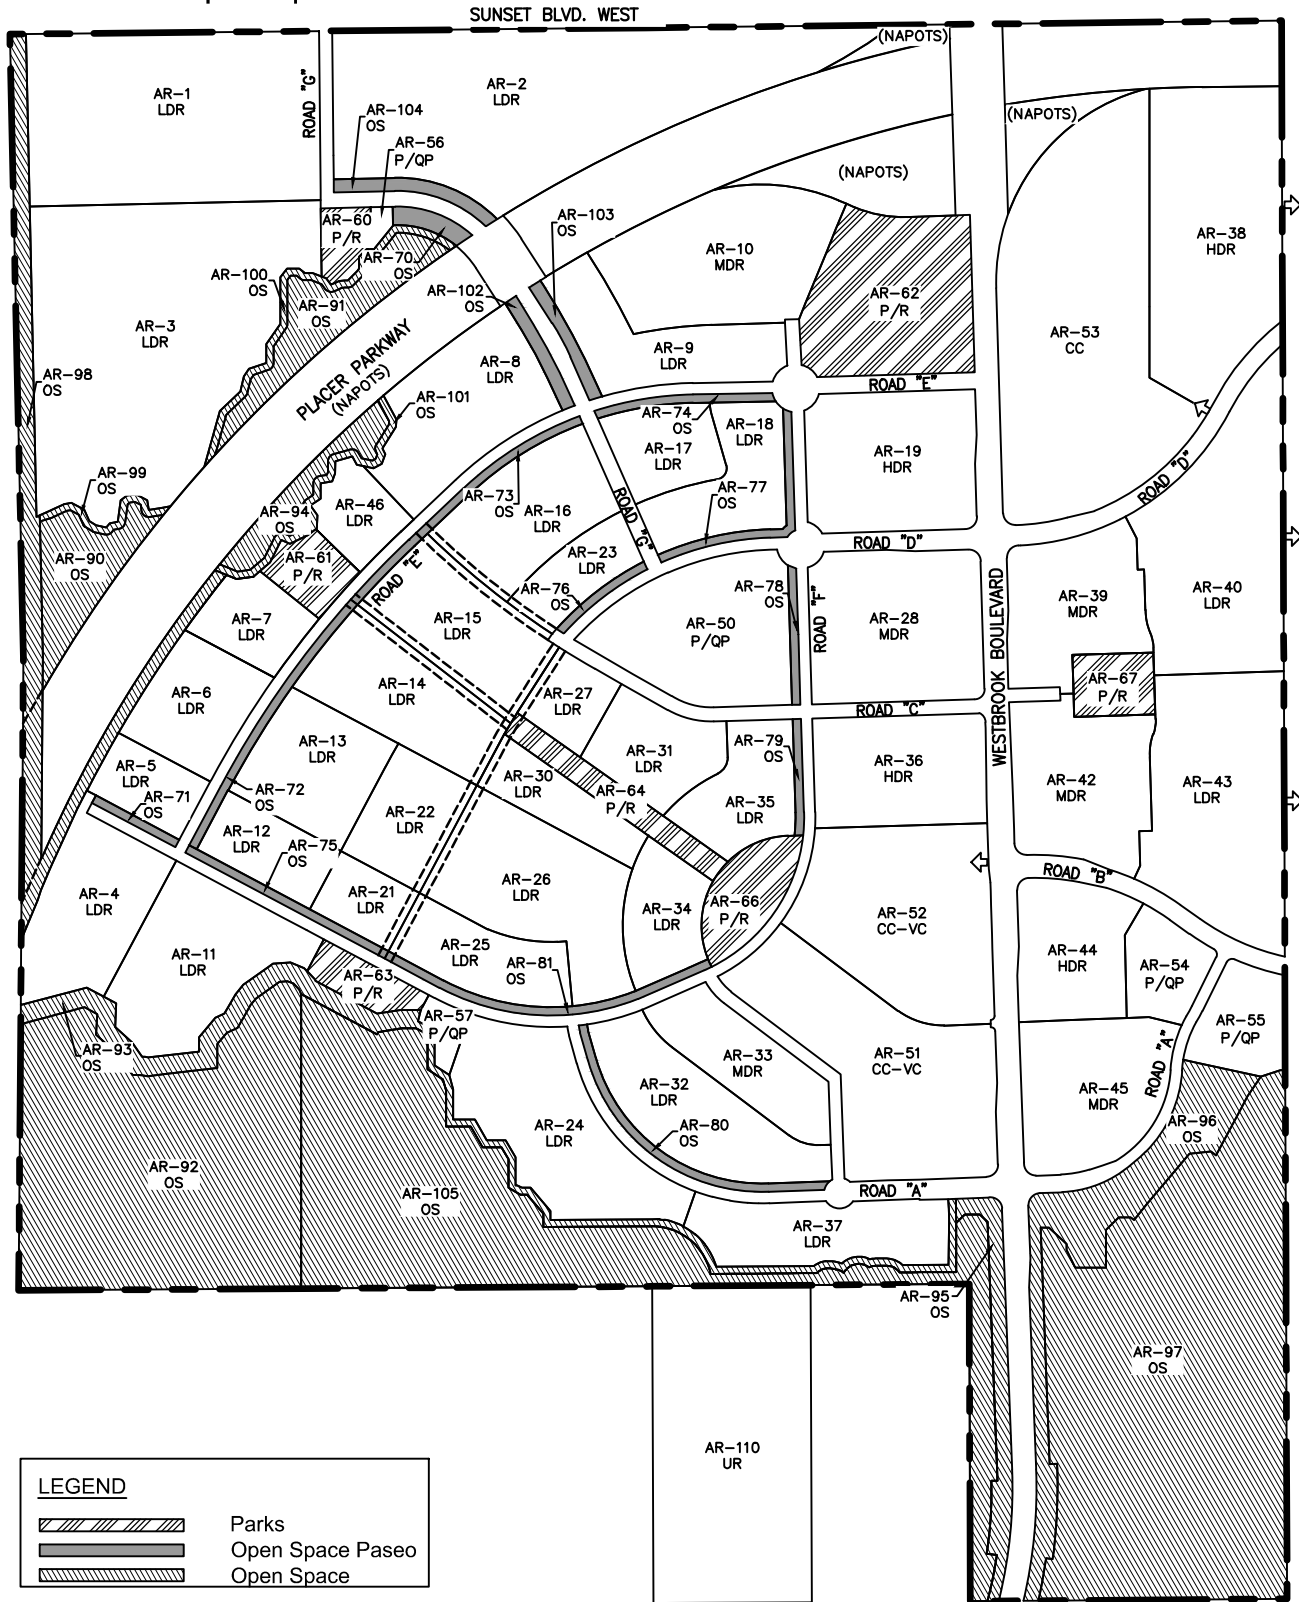 SUNSET BLVD. WEST
(NAPOTS)
AR-1
LDR
ROAD "G"
AR-2
LDR
AR-104
OS
AR-56
P/QP
(NAPOTS)
(NAPOTS)
AR-60
P/R
AR-103
OS
AR-70
OS
AR-10
MDR
AR-38
HDR
AR-100
OS
AR-91
OS
AR-102
OS
AR-62
P/R
AR-3
LDR
AR-53
CC
PLACER PARKWAY
(NAPOTS)
AR-8
LDR
AR-9
LDR
AR-98
OS
AR-101
OS
ROAD "E"
AR-74
OS
AR-18
LDR
AR-17
LDR
AR-19
HDR
AR-99
OS
AR-73
OS
AR-46
LDR
AR-16
LDR
ROAD "G"
AR-77
OS
ROAD "D"
AR-94
OS
AR-90
OS
AR-61
P/R
ROAD "E"
AR-23
LDR
ROAD "D"
AR-76
OS
AR-78
OS
AR-40
LDR
AR-39
MDR
AR-7
LDR
AR-15
LDR
AR-50
P/QP
ROAD "F"
AR-28
MDR
WESTBROOK BOULEVARD
AR-6
LDR
AR-14
LDR
AR-27
LDR
AR-67
P/R
ROAD "C"
AR-13
LDR
AR-31
LDR
AR-79
OS
AR-36
HDR
AR-5
LDR
AR-71
OS
AR-72
OS
AR-30
LDR
AR-64
P/R
AR-42
MDR
AR-43
LDR
AR-22
LDR
AR-35
LDR
AR-12
LDR
AR-75
OS
AR-4
LDR
AR-21
LDR
AR-26
LDR
AR-34
LDR
AR-66
P/R
AR-52
CC-VC
ROAD "B"
AR-11
LDR
AR-25
LDR
AR-81
OS
AR-44
HDR
AR-54
P/QP
AR-63
P/R
AR-57
P/QP
AR-55
P/QP
AR-93
OS
AR-33
MDR
AR-51
CC-VC
ROAD "A"
AR-32
LDR
AR-45
MDR
AR-24
LDR
AR-80
OS
AR-96
OS
AR-92
OS
AR-105
OS
ROAD "A"
AR-37
LDR
AR-95
OS
AR-97
OS
AR-110
UR
LEGEND
Parks
Open Space Paseo
Open Space